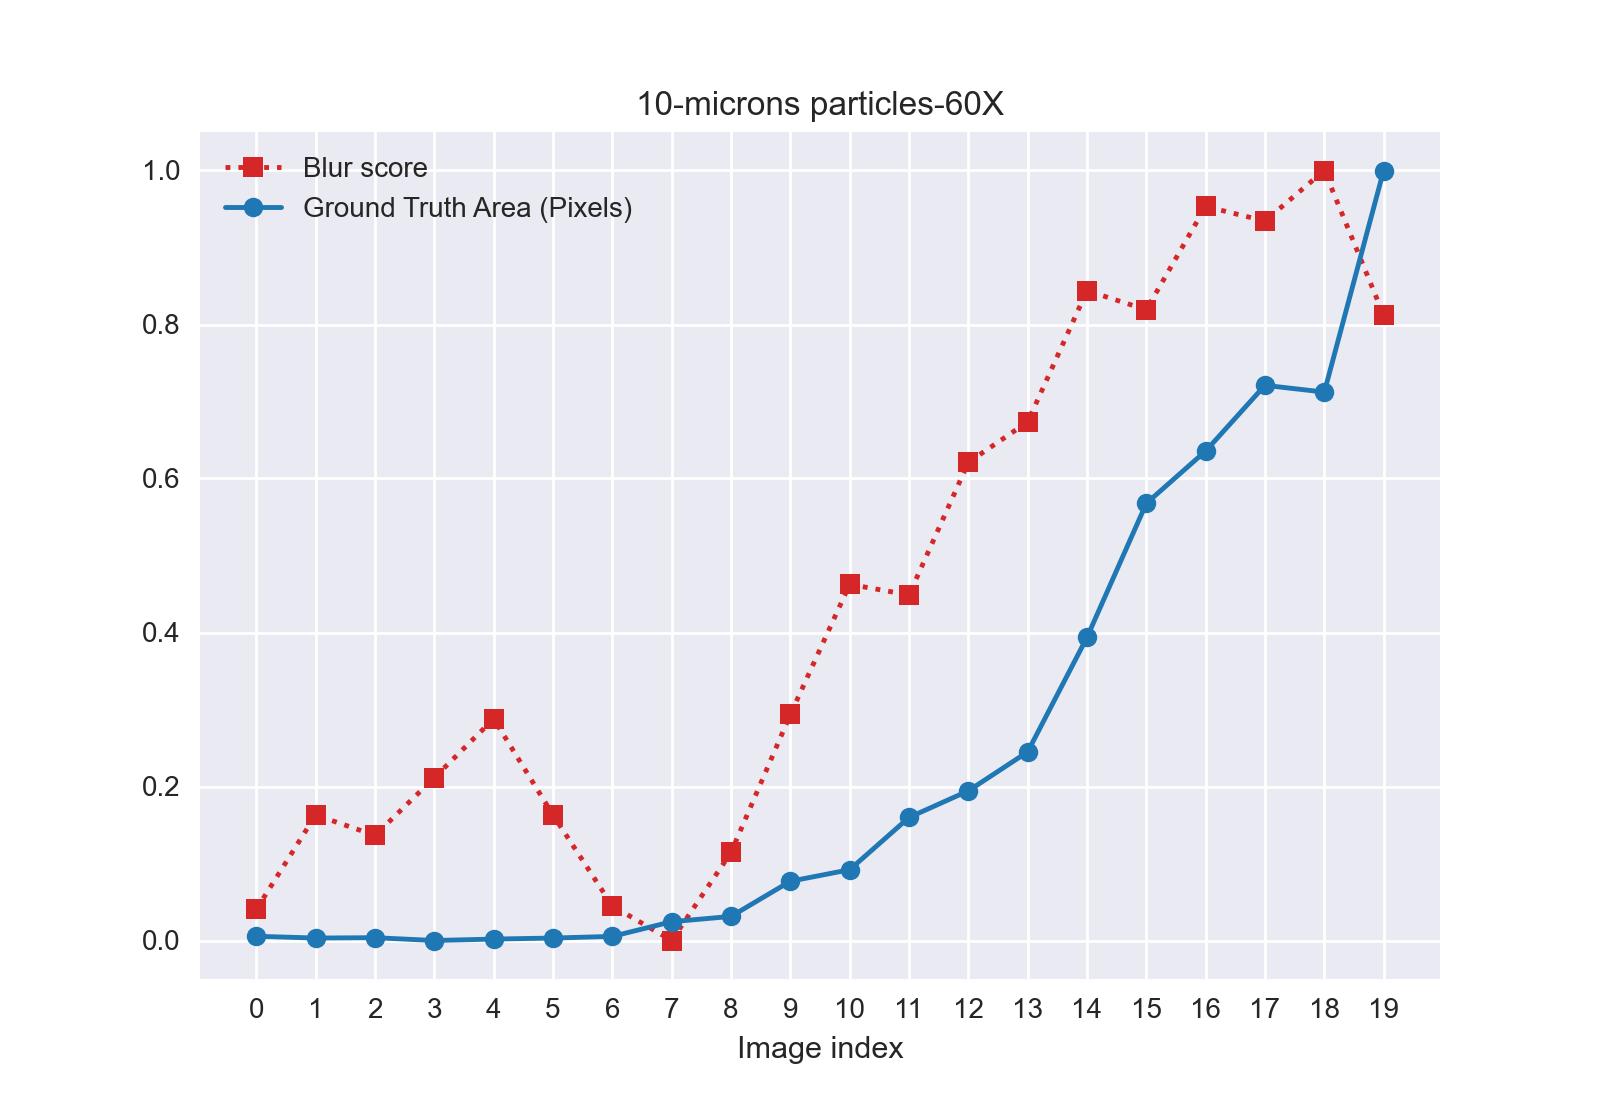 10-microns particles-60X
Blur score
Ground Truth Area (Pixels)
1.0
0.8
0.6
0.4
0.2
0.0
0 1 2 3 4 5 6 7 8 9 10 11 12 13 14 15 16 17 18 19
Image index